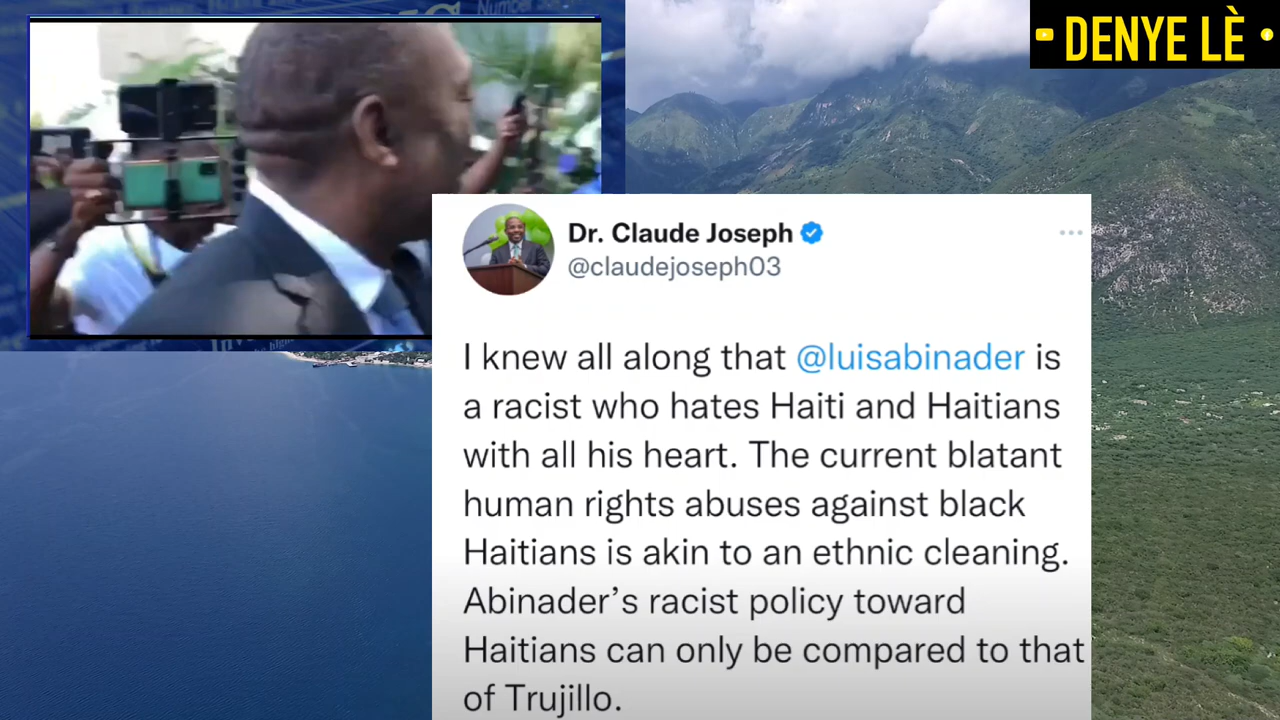 Number
DENYE LÈ
Dr. Claude Joseph
@claudejoseph03
I knew all along that @luisabinader is
a racist who hates Haiti and Haitians
with all his heart. The current blatant
human rights abuses against black
Haitians is akin to an ethnic cleaning.
Abinader’s racist policy toward
Haitians can only be compared to that
of Trujillo.